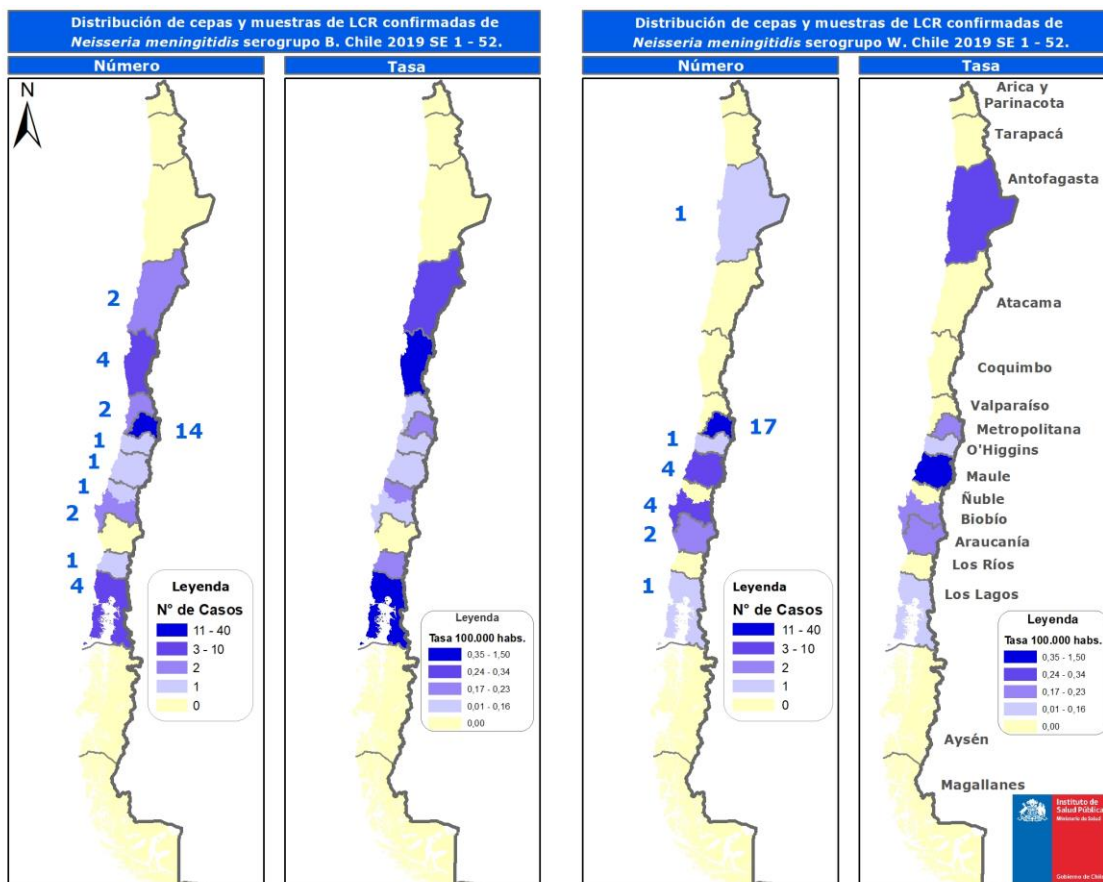 Distribución de cepas y muestras de LCR confirmadas de
Neisseria meningitidis serogrupo B. Chile 2019 SE 1 - 52.
Número
Tasa
N
2
4
2
14
1
1
1
2
1
4
Leyenda
N° de Casos
11 - 40
3 - 10
2
1
0
Leyenda
Tasa 100.000 habs.
0,35 - 1,50
0,24 - 0,34
0,17 - 0,23
0,01 - 0,16
0,00
Distribución de cepas y muestras de LCR confirmadas de
Neisseria meningitidis serogrupo W. Chile 2019 SE 1 - 52.
Número
Tasa
1
17
1
4
4
2
1
Leyenda
N° de Casos
11 - 40
3 - 10
2
1
0
Arica y
Parinacota
Tarapacá
Antofagasta
Atacama
Coquimbo
Valparaíso
Metropolitana
O'Higgins
Maule
Ñuble
Biobío
Araucanía
Los Ríos
Los Lagos
Leyenda
Tasa 100.000 habs.
0,35 - 1,50
0,24 - 0,34
0,17 - 0,23
0,01 - 0,16
0,00
Aysén
Magallanes
Instituto de
Salud Pública
Ministerio de Salud
Gobierno de Chile